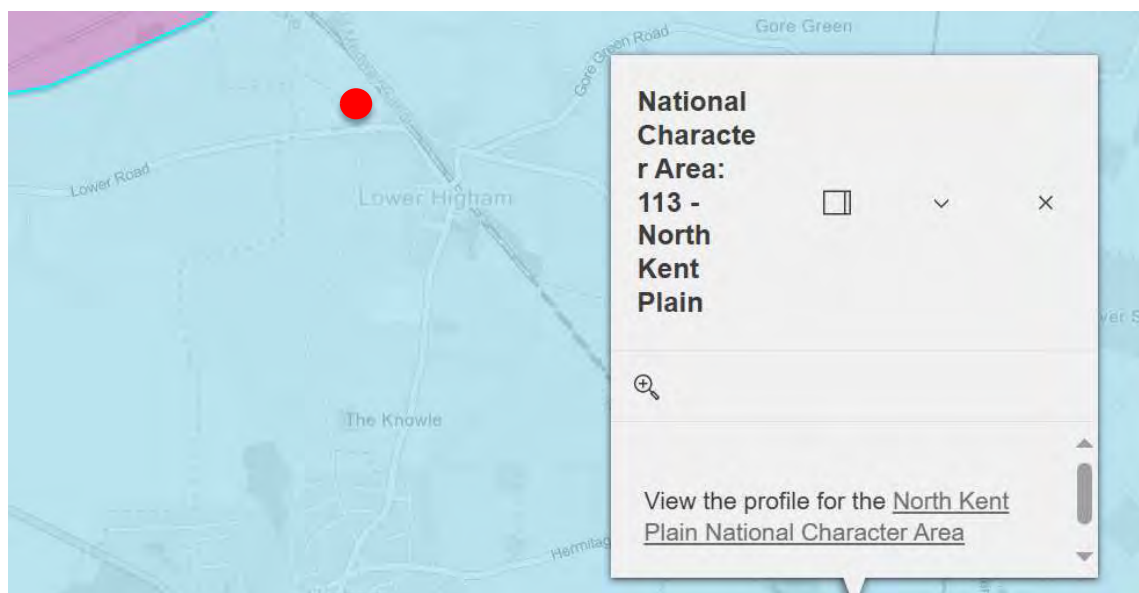 Gore Green
Gore Green Road
Lower Road
Lower Higham
The Knowle
National
Characte
r Area:
113 -
North
Kent
Plain
View the profile for the North Kent
Plain National Character Area